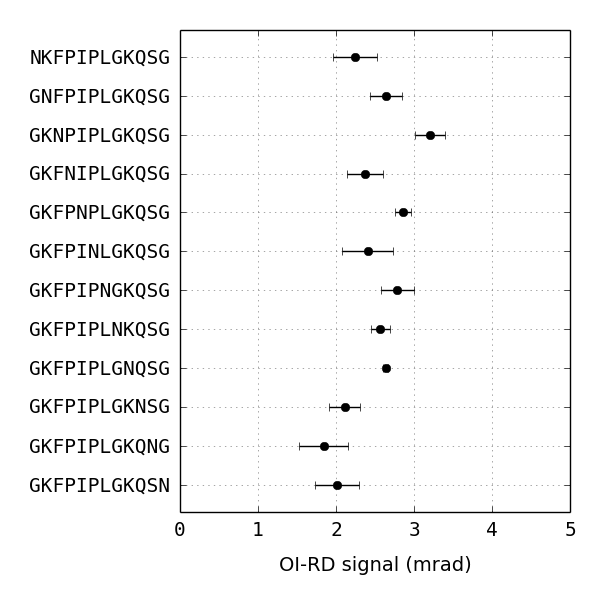 NKFPIPLGKQSG
GNFPIPLGKQSG
GKNPIPLGKQSG
GKFNIPLGKQSG
GKFPNPLGKQSG
GKFPINLGKQSG
GKFPIPNGKQSG
GKFPIPLNKQSG
GKFPIPLGNQSG
GKFPIPLGKNSG
GKFPIPLGKQNG
GKFPIPLGKQSN
0 1 2 3 4 5
OI-RD signal (mrad)